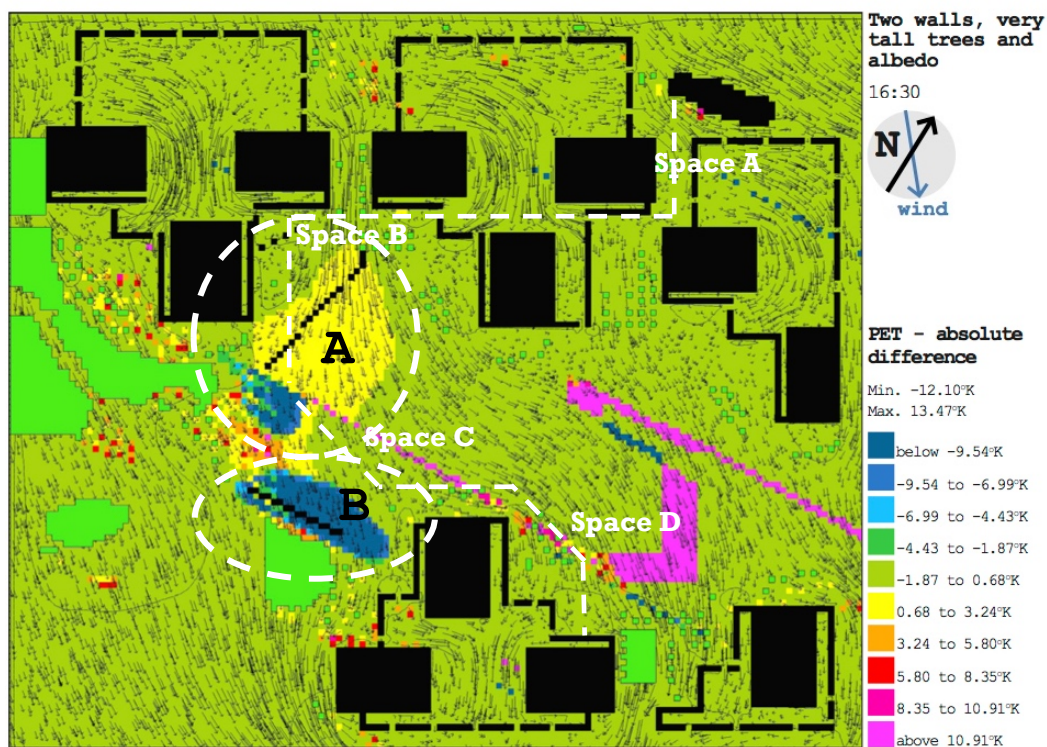 Two walls, very
tall trees and
albedo
16:30
N
wind
Space A
Space B
A
Space C
B
Space D
PET - absolute
difference
Min. -12.10°K
Max. 13.47°K
below -9.54°K
-9.54 to -6.99°K
-6.99 to -4.43°K
-4.43 to -1.87°K
-1.87 to 0.68°K
0.68 to 3.24°K
3.24 to 5.80°K
5.80 to 8.35°K
8.35 to 10.91°K
above 10.91°K